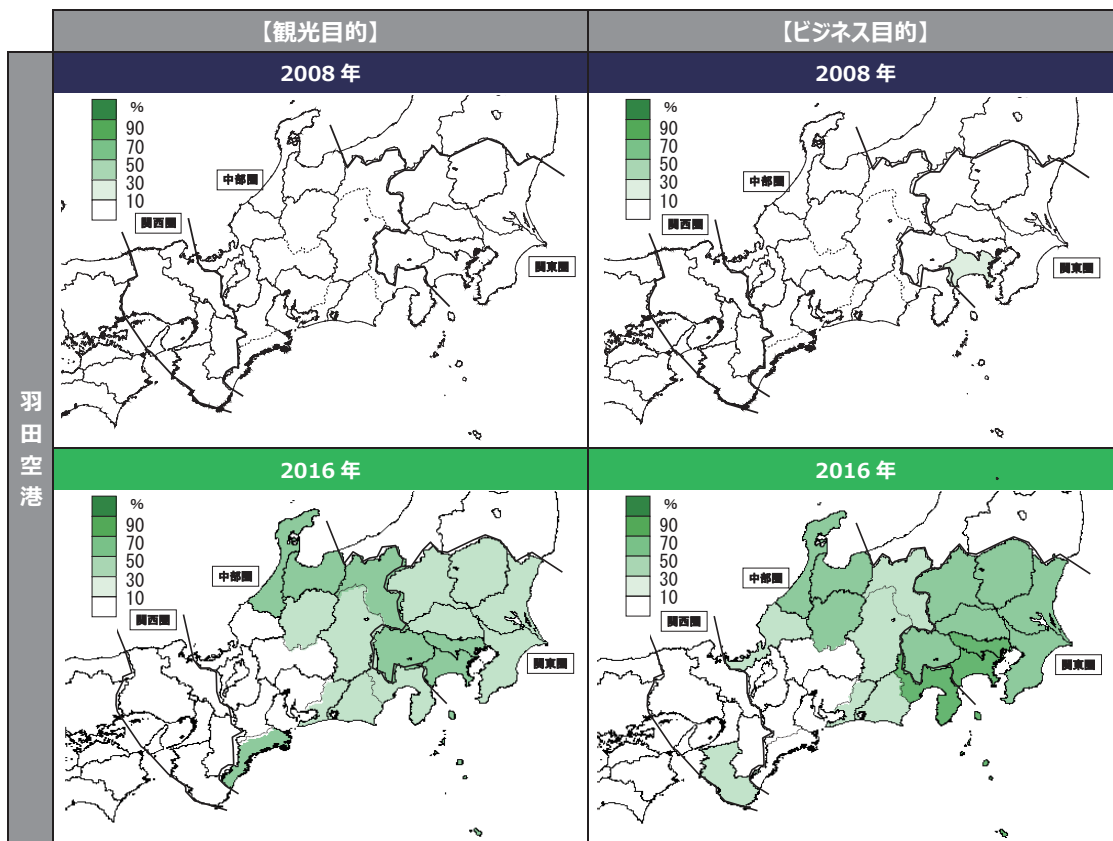 【観光目的】
【ビジネス目的】
羽田空港
2008 年
2008 年
%
90
70
50
30
10
中部圏
関西圏
関東圏
%
90
70
50
30
10
中部圏
関西圏
関東圏
2016 年
2016 年
%
90
70
50
30
10
中部圏
関西圏
関東圏
%
90
70
50
30
10
中部圏
関西圏
関東圏